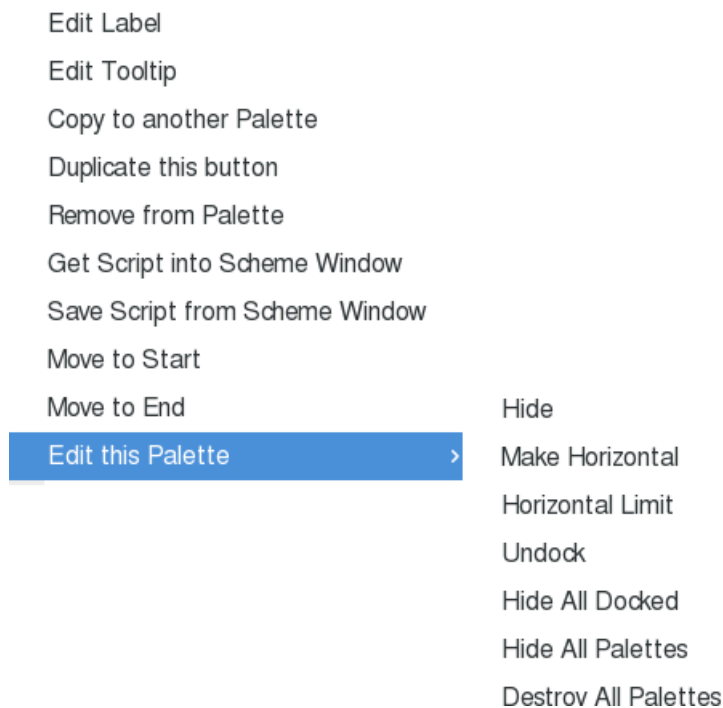 Edit Label
Edit Tooltip
Copy to another Palette
Duplicate this button
Remove from Palette
Get Script into Scheme Window
Save Script from Scheme Window
Move to Start
Move to End
Edit this Palette
Hide
Make Horizontal
Horizontal Limit
Undock
Hide All Docked
Hide All Palettes
Destroy All Palettes